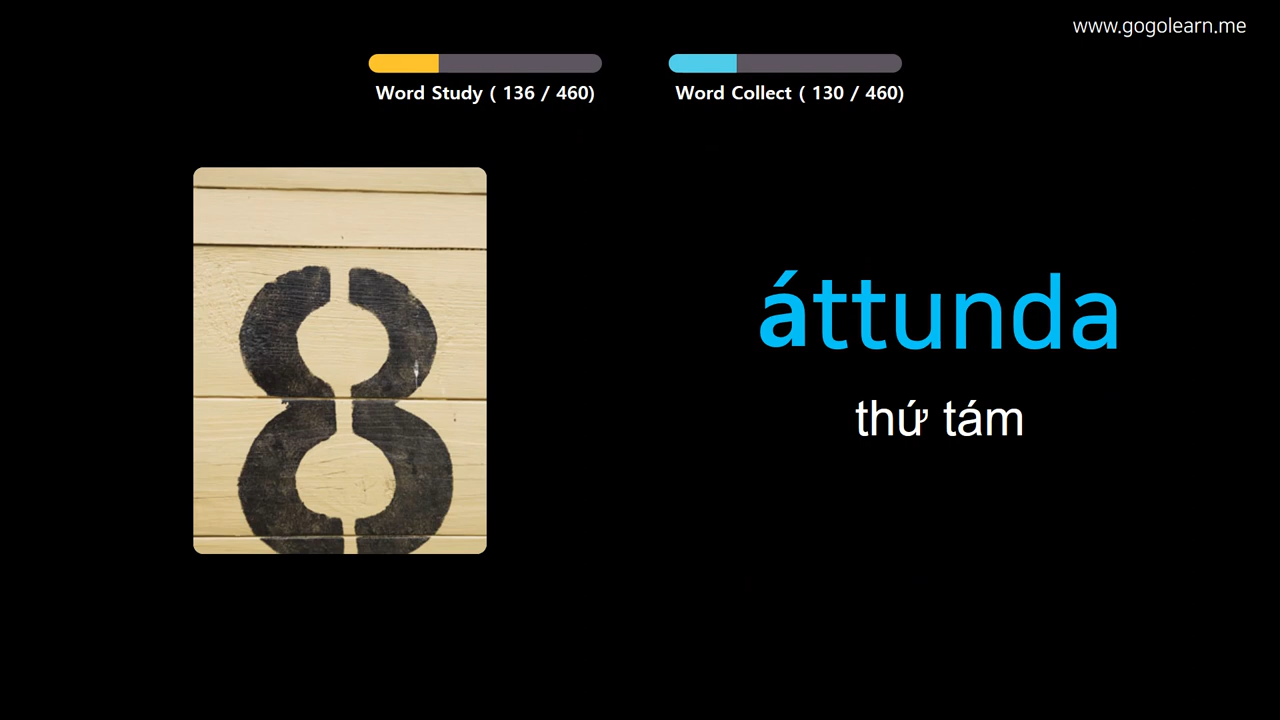 www.gogolearn.me
Word Study ( 136 / 460)
Word Collect ( 130 / 460)
8
áttunda
thứ tám